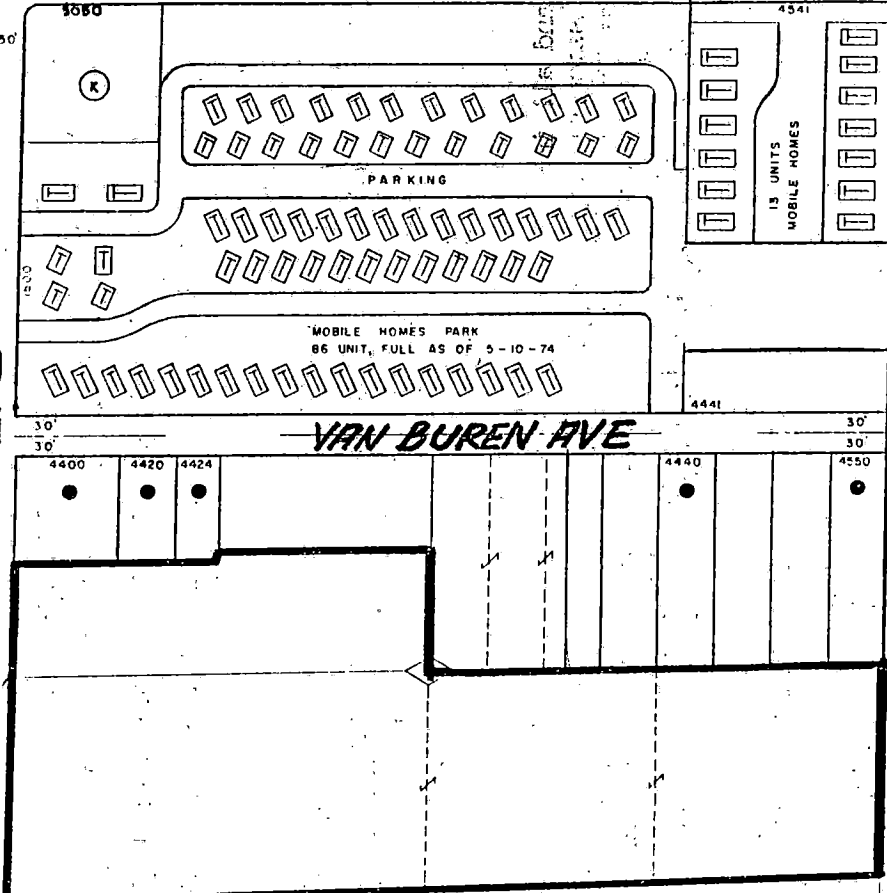 5050
4541
K
13 UNITS
MOBILE HOMES
PARKING
1500
MOBILE HOMES PARK
86 UNIT, FULL AS OF 5-10-74
4441
30'
30'
VAN BUREN AVE
30'
30'
4400
4420
4424
4440
4550